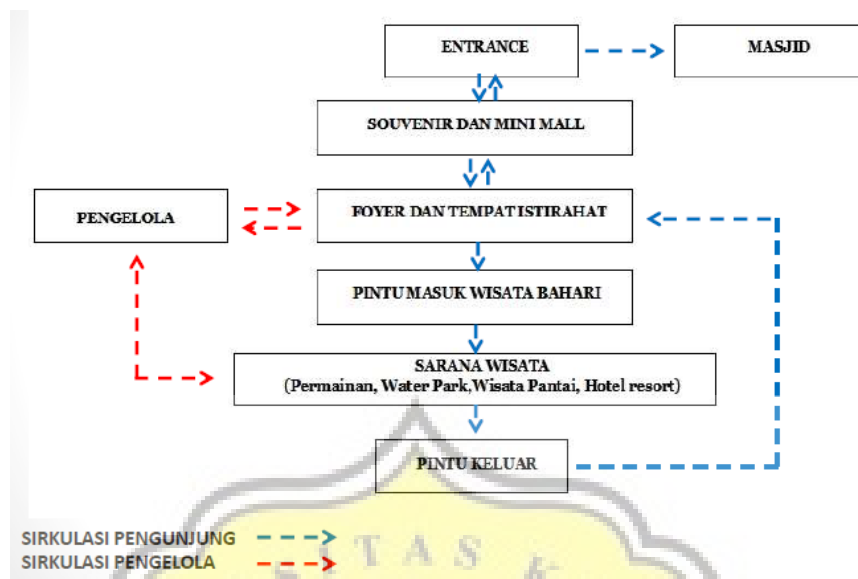 ENTRANCE
MASJID
SOUVENIR DAN MINI MALL
PENGELOLA
FOYER DAN TEMPAT ISTIRAHAT
PINTU MASUK WISATA BAHARI
SARANA WISATA
(Permainan, Water Park,Wisata Pantai, Hotel resort)
PINTU KELUAR
SIRKULASI PENGUNJUNG
SIRKULASI PENGELOLA
I T A S K